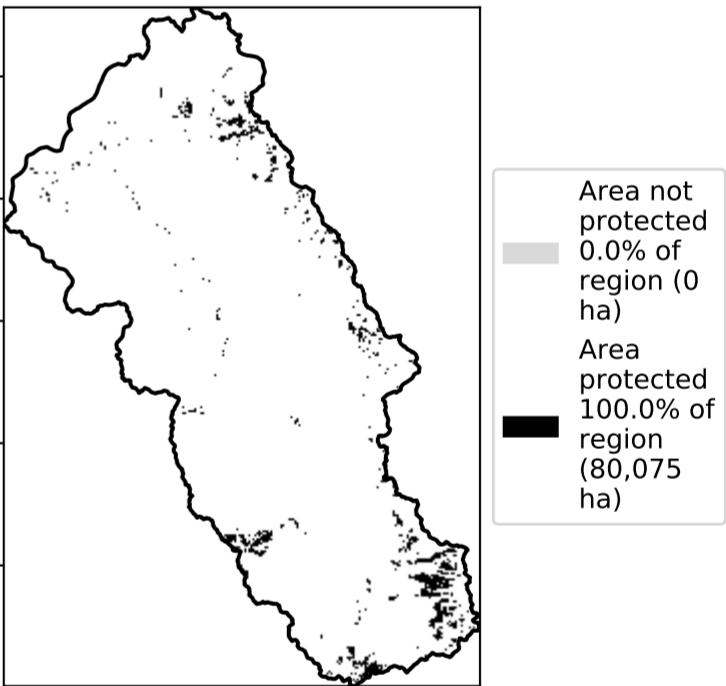 Area not
protected
0.0% of
region (0
ha)
Area
protected
100.0% of
region
(80,075
ha)